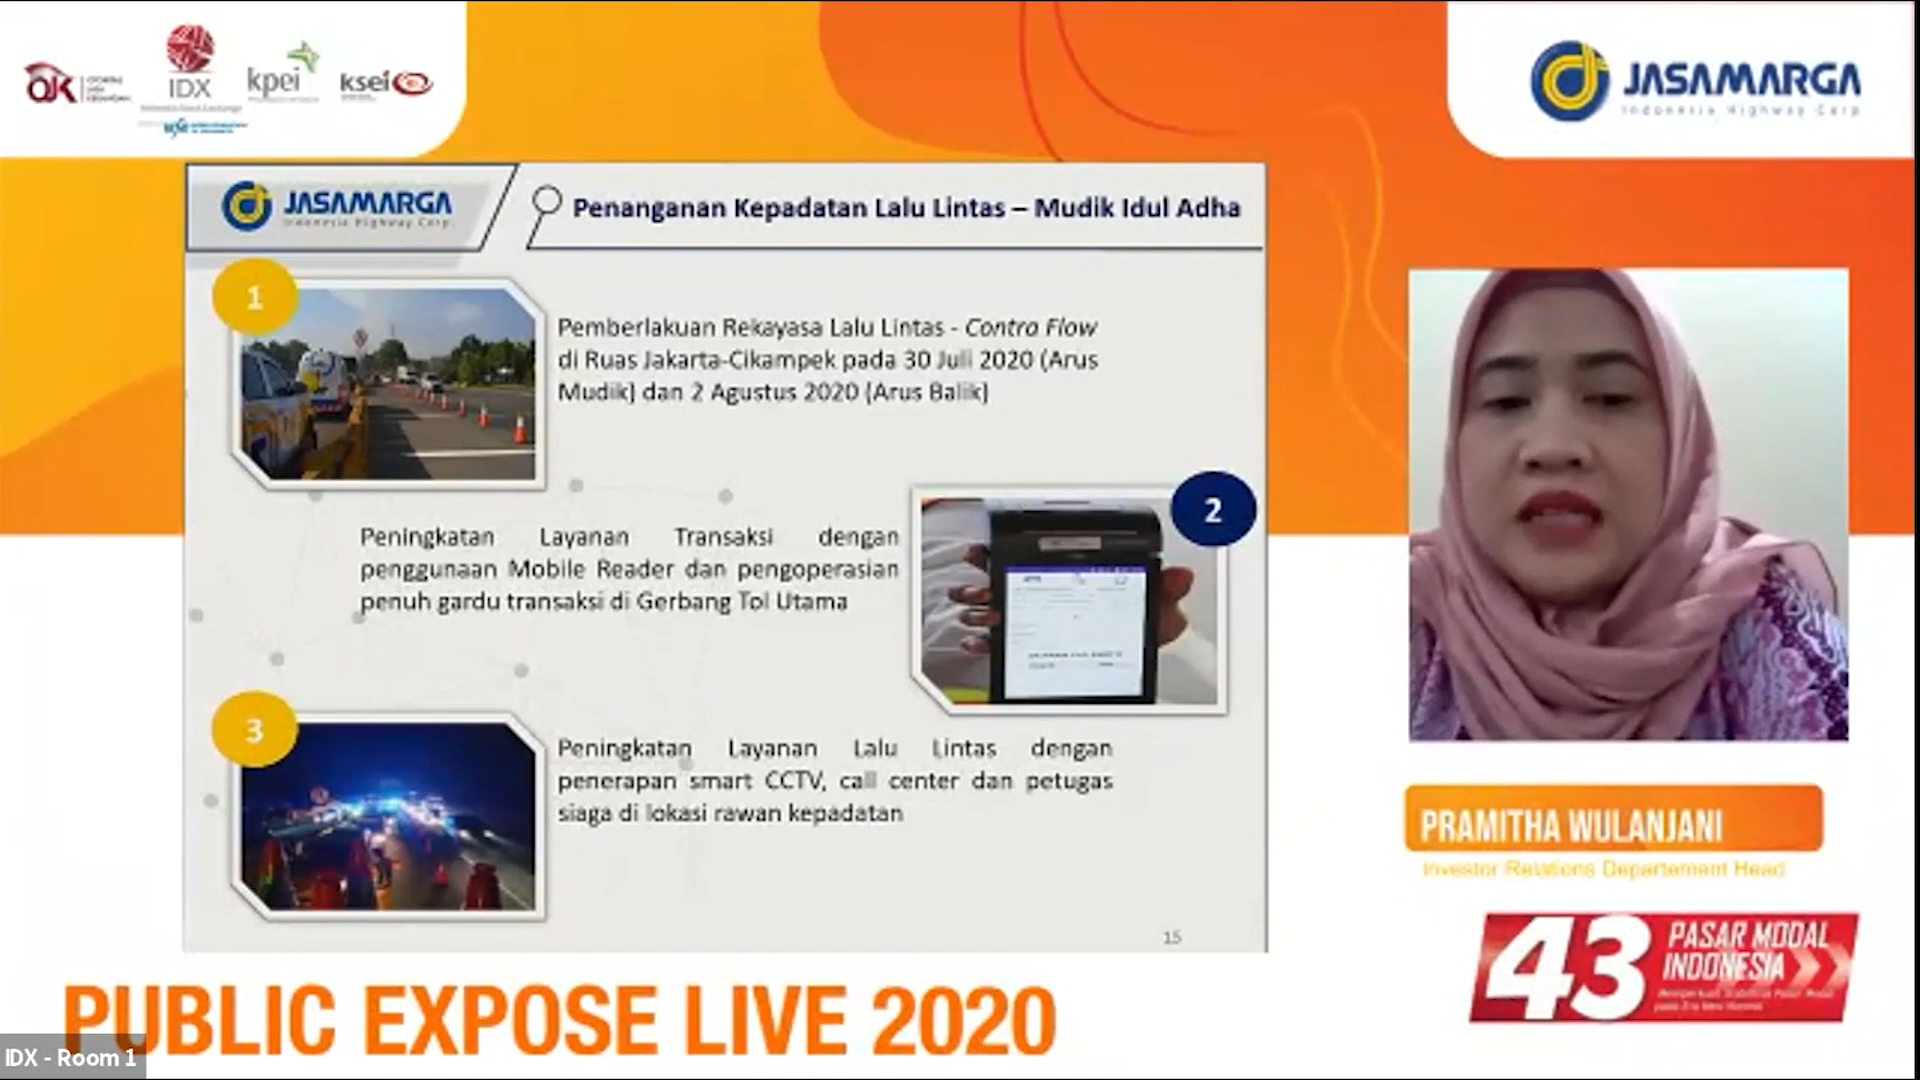 OJK
IDX
kpei
ksei
JASAMARGA
Indonesia Highway Corp
JASAMARGA
Indonesia Highway Corp.
Penanganan Kepadatan Lalu Lintas – Mudik Idul Adha
1
Pemberlakuan Rekayasa Lalu Lintas - Contra Flow
di Ruas Jakarta-Cikampek pada 30 Juli 2020 (Arus
Mudik) dan 2 Agustus 2020 (Arus Balik)
2
Peningkatan Layanan Transaksi dengan
penggunaan Mobile Reader dan pengoperasian
penuh gardu transaksi di Gerbang Tol Utama
3
Peningkatan Layanan Lalu Lintas dengan
penerapan smart CCTV, call center dan petugas
siaga di lokasi rawan kepadatan
15
PRAMITHA WULANJANI
Investor Relations Departement Head
43 PASAR MODAL
INDONESIA
PUBLIC EXPOSE LIVE 2020
IDX - Room 1